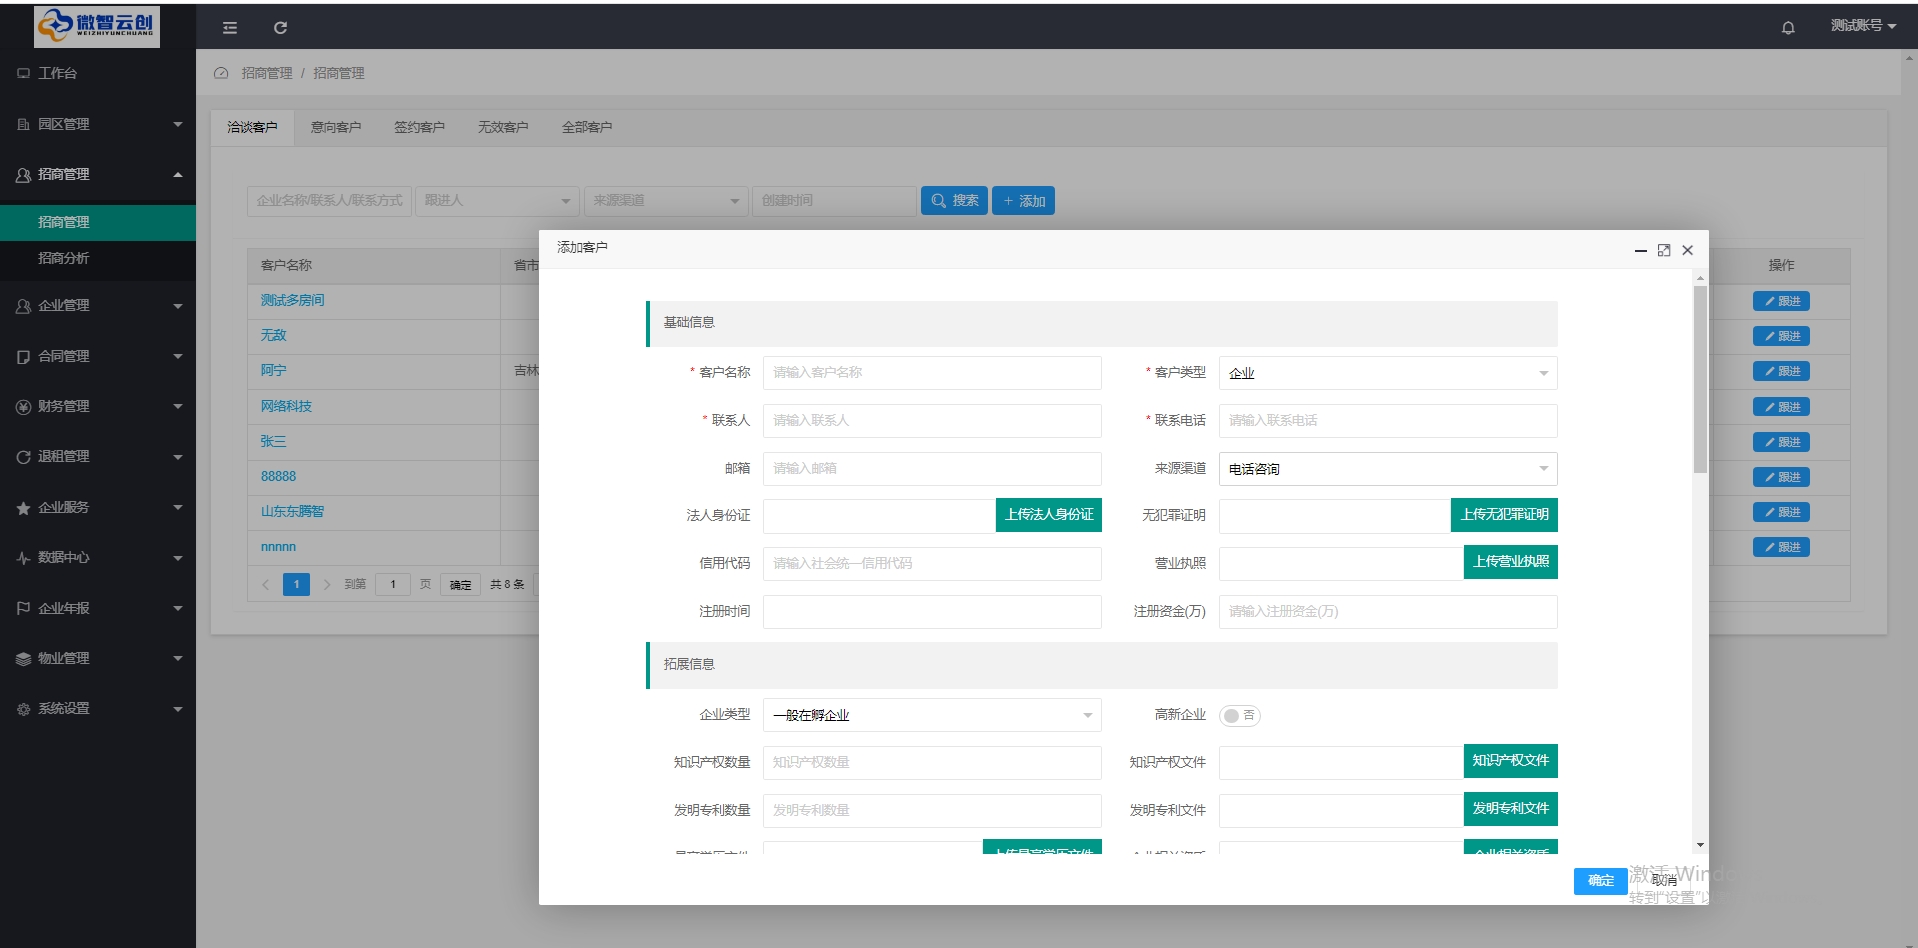 微智云创
WEIZHIYUNCHUANG
测试账号
工作台
园区管理
招商管理
招商管理
招商分析
企业管理
合同管理
财务管理
退租管理
企业服务
数据中心
企业年报
物业管理
系统设置
招商管理 / 招商管理
洽谈客户 意向客户 签约客户 无效客户 全部客户
企业名称/联系人/联系方式 跟进人 来源渠道 创建时间 搜索 + 添加
客户名称 省市 操作
测试多房间 跟进
无敌 跟进
阿宁 吉林 跟进
网络科技 跟进
张三 跟进
88888 跟进
山东东腾智 跟进
nnnnn 跟进
1 到第 1 页 确定 共 8 条
添加客户
基础信息
* 客户名称 请输入客户名称 * 客户类型 企业
* 联系人 请输入联系人 * 联系电话 请输入联系电话
邮箱 请输入邮箱 来源渠道 电话咨询
法人身份证 上传法人身份证 无犯罪证明 上传无犯罪证明
信用代码 请输入社会统一信用代码 营业执照 上传营业执照
注册时间 注册资金(万) 请输入注册资金(万)
拓展信息
企业类型 一般在孵企业 高新企业 否
知识产权数量 知识产权数量 知识产权文件 知识产权文件
发明专利数量 发明专利数量 发明专利文件 发明专利文件
上传最高学历文件 企业相关资质
确定 取消
激活 Windo
转到"设置"以